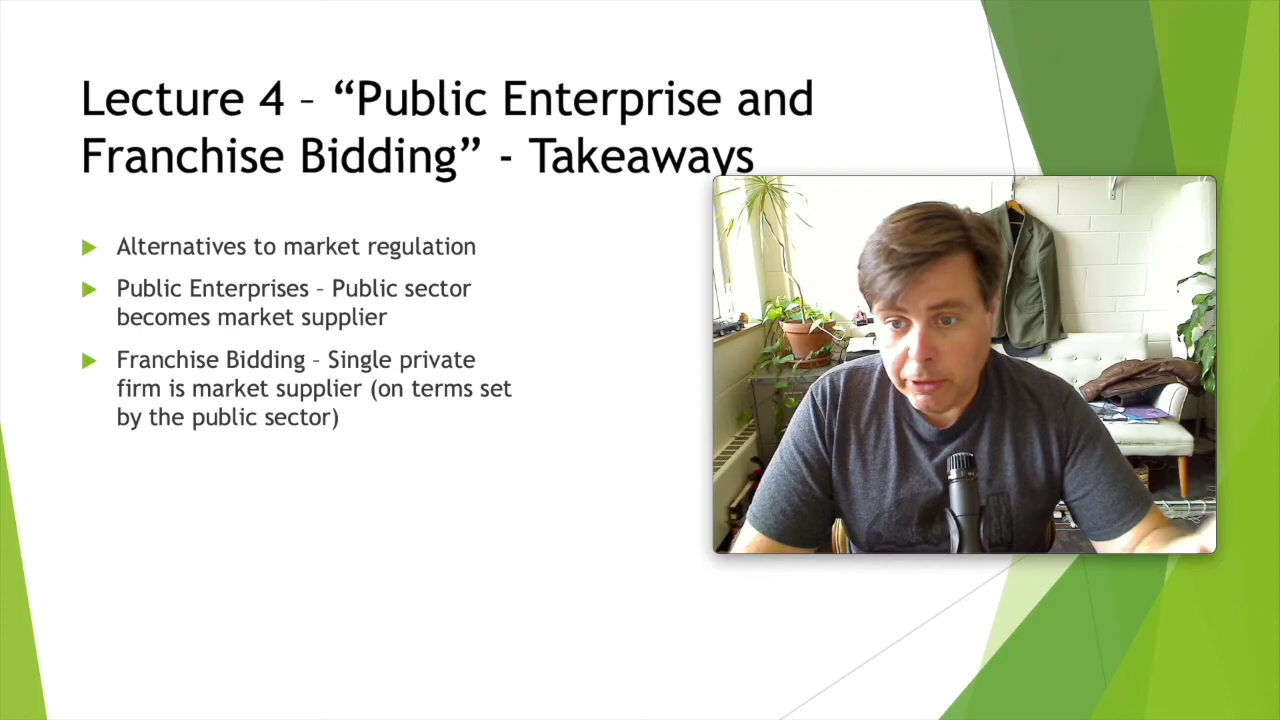 Lecture 4 – “Public Enterprise and
Franchise Bidding” - Takeaways
Alternatives to market regulation
Public Enterprises – Public sector
becomes market supplier
Franchise Bidding – Single private
firm is market supplier (on terms set
by the public sector)